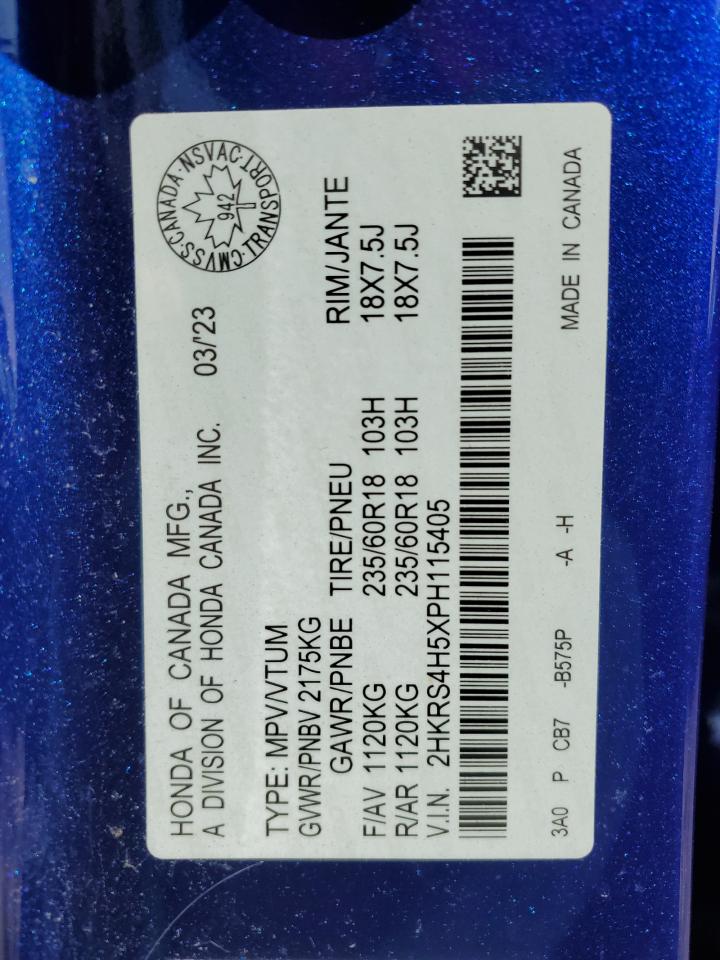 HONDA OF CANADA MFG.,
A DIVISION OF HONDA CANADA INC. 03/'23
CMVSS·CANADA·NSVAC·TRANSPORT
942
TYPE: MPV/VTUM
GVWR/PNBV 2175KG
GAWR/PNBE TIRE/PNEU RIM/JANTE
F/AV 1120KG 235/60R18 103H 18X7.5J
R/AR 1120KG 235/60R18 103H 18X7.5J
V.I.N. 2HKRS4H5XPH115405
3A0 P CB7 -B575P -A -H MADE IN CANADA